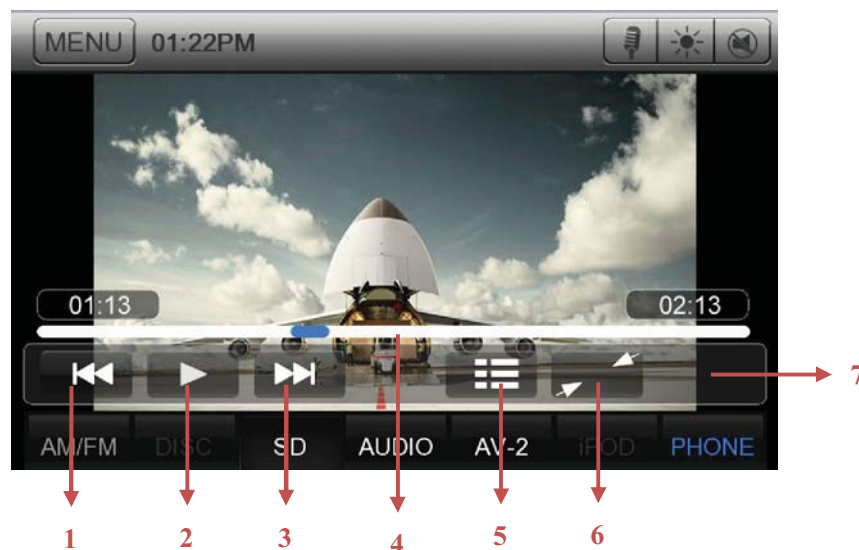 MENU 01:22PM
01:13 02:13
7
AM/FM DISC SD AUDIO AV-2 iPOD PHONE
1 2 3 4 5 6